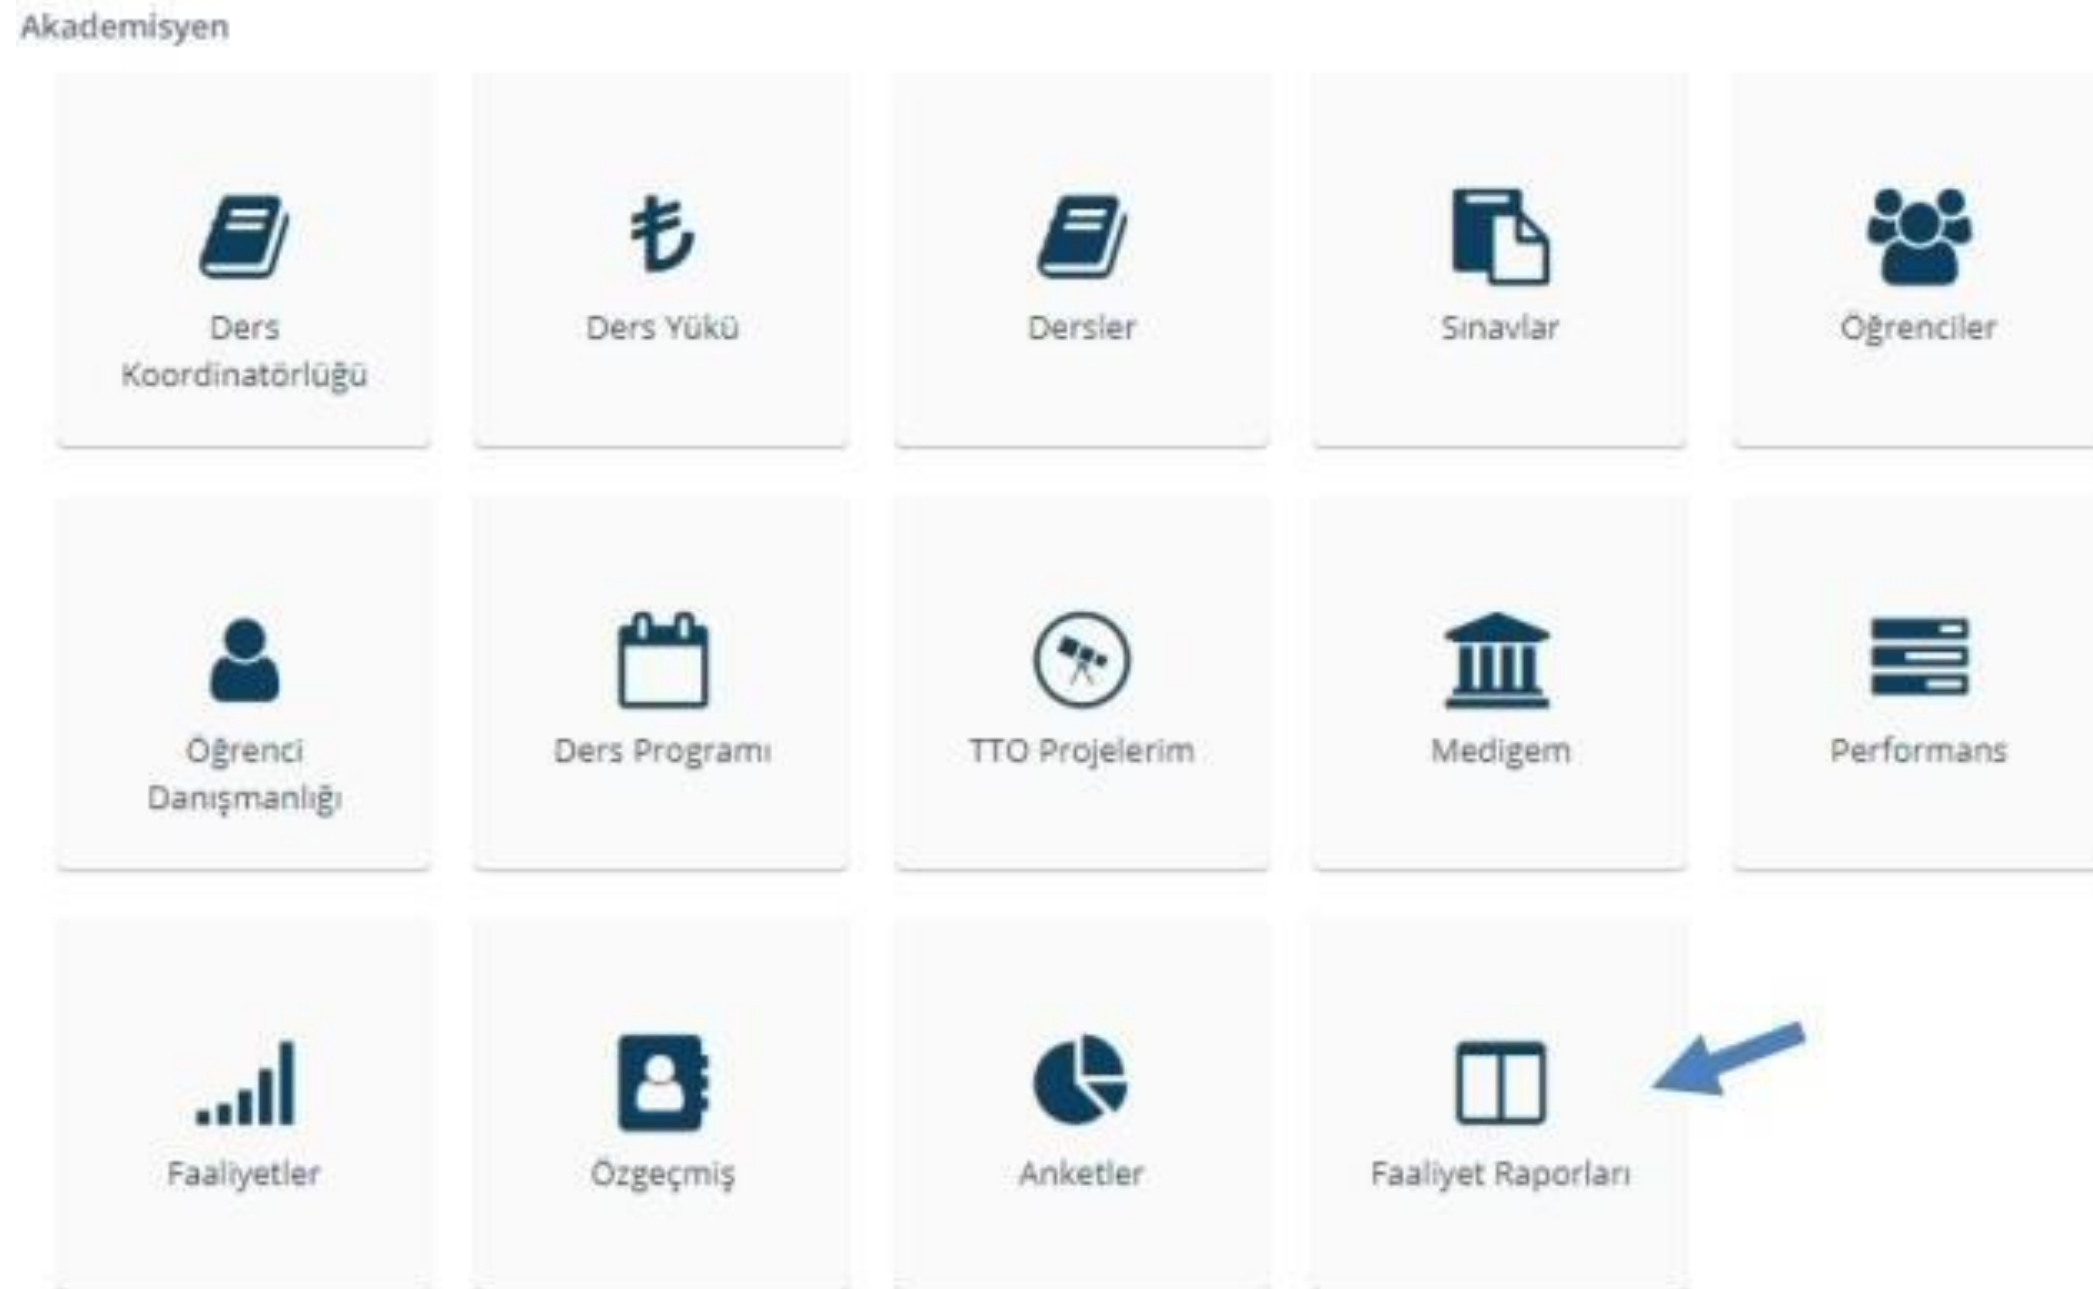 Akademisyen
Ders
Koordinatörlüğü
Ders Yükü
Dersler
Sınavlar
Öğrenciler
Öğrenci
Danışmanlığı
Ders Programı
TTO Projelerim
Medigem
Performans
Faaliyetler
Özgeçmiş
Anketler
Faaliyet Raporları